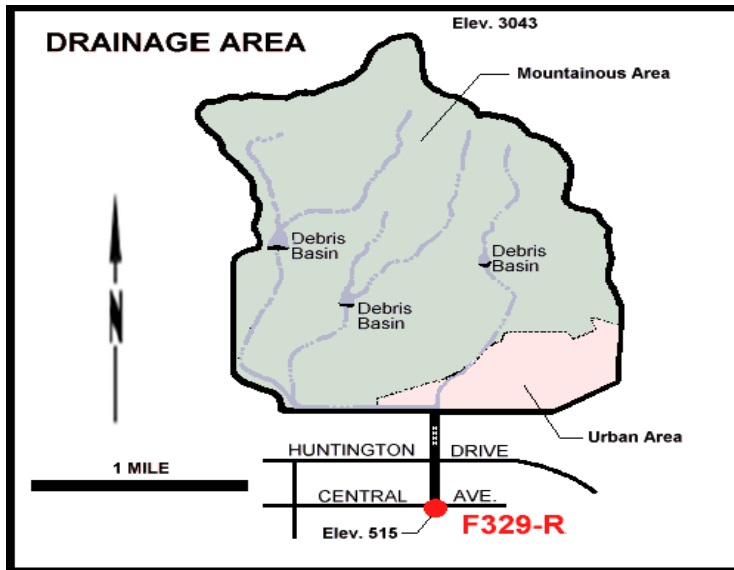 Elev. 3043
DRAINAGE AREA
Mountainous Area
Debris
Basin
Debris
Basin
Debris
Basin
N
Urban Area
HUNTINGTON DRIVE
1 MILE
CENTRAL AVE.
F329-R
Elev. 515